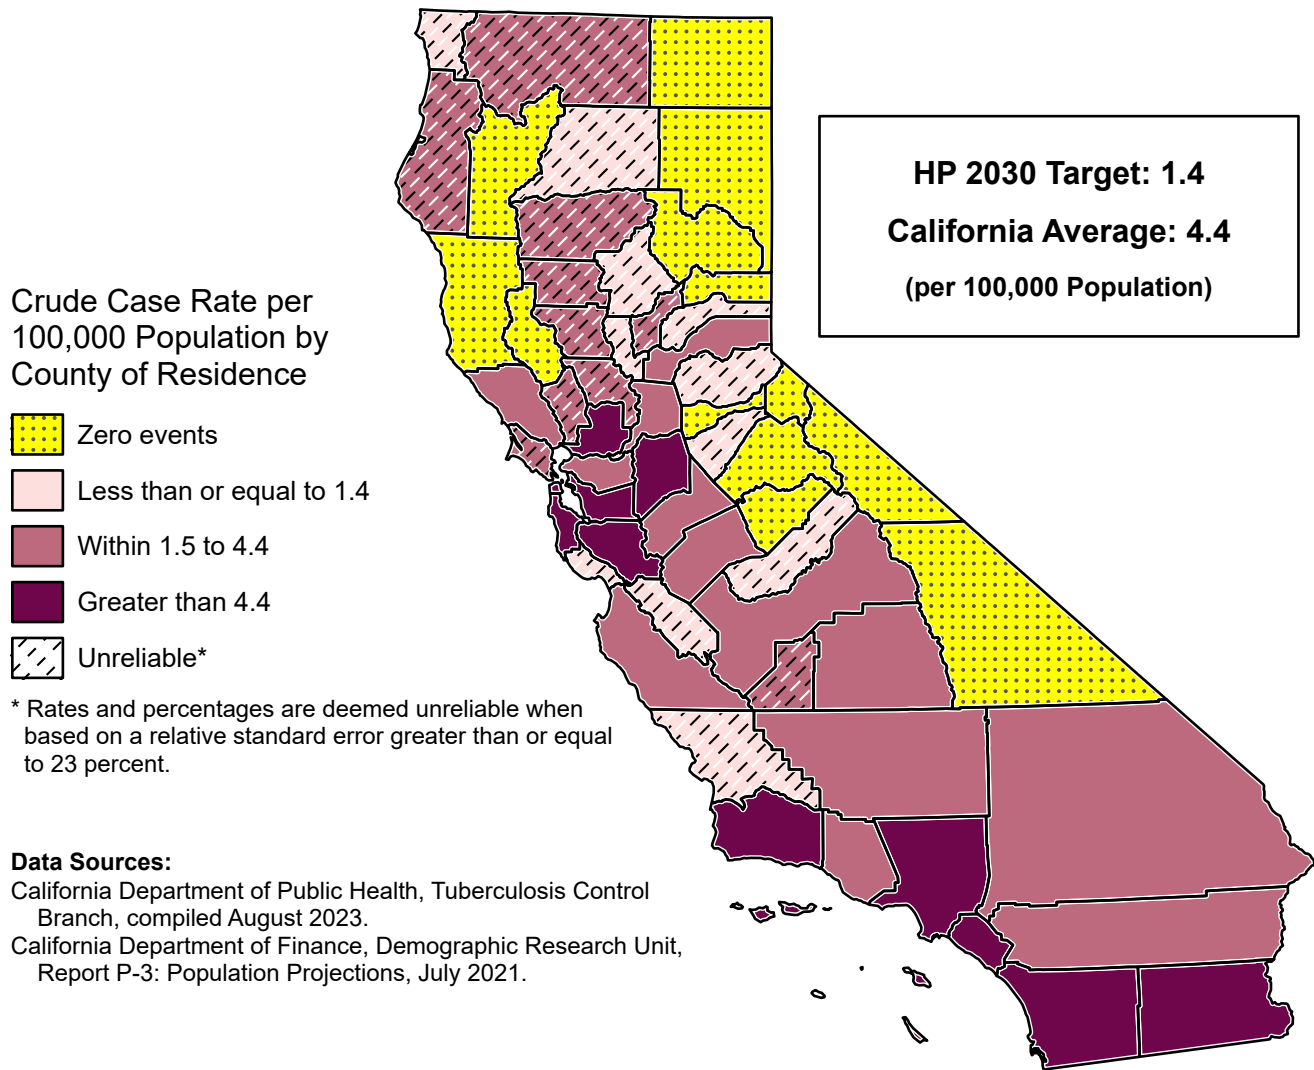 HP 2030 Target: 1.4
California Average: 4.4
(per 100,000 Population)
Crude Case Rate per
100,000 Population by
County of Residence
Zero events
Less than or equal to 1.4
Within 1.5 to 4.4
Greater than 4.4
Unreliable*
* Rates and percentages are deemed unreliable when
based on a relative standard error greater than or equal
to 23 percent.
Data Sources:
California Department of Public Health, Tuberculosis Control
Branch, compiled August 2023.
California Department of Finance, Demographic Research Unit,
Report P-3: Population Projections, July 2021.